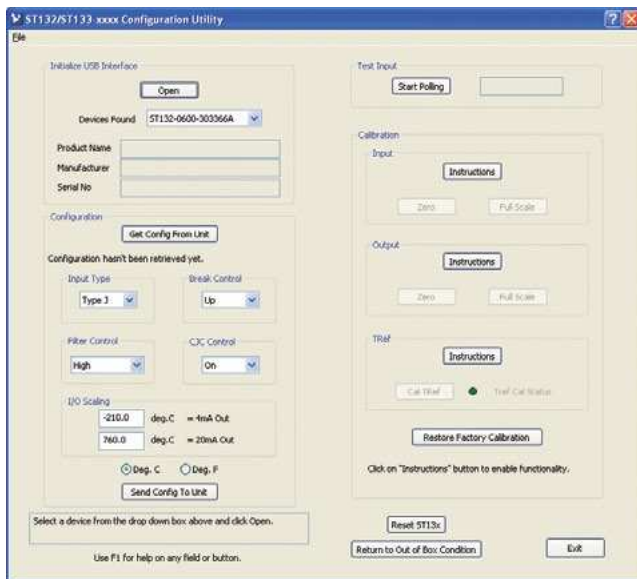 ST132/ST133-xxxx Configuration Utility
File
Initialize USB Interface
Open
Devices Found ST132-0600-303366A
Product Name
Manufacturer
Serial No
Configuration
Get Config From Unit
Configuration hasn't been retrieved yet.
Input Type
Type J
Break Control
Up
Filter Control
High
CJC Control
On
I/O Scaling
-210.0 deg.C = 4mA Out
760.0 deg.C = 20mA Out
Deg. C Deg. F
Send Config To Unit
Select a device from the drop down box above and click Open.
Use F1 for help on any field or button.
Test Input
Start Polling
Calibration
Input
Instructions
Zero Full Scale
Output
Instructions
Zero Full Scale
TRef
Instructions
Cal TRef Tref Cal Status
Restore Factory Calibration
Click on "Instructions" button to enable functionality.
Reset ST13x
Return to Out of Box Condition
Exit